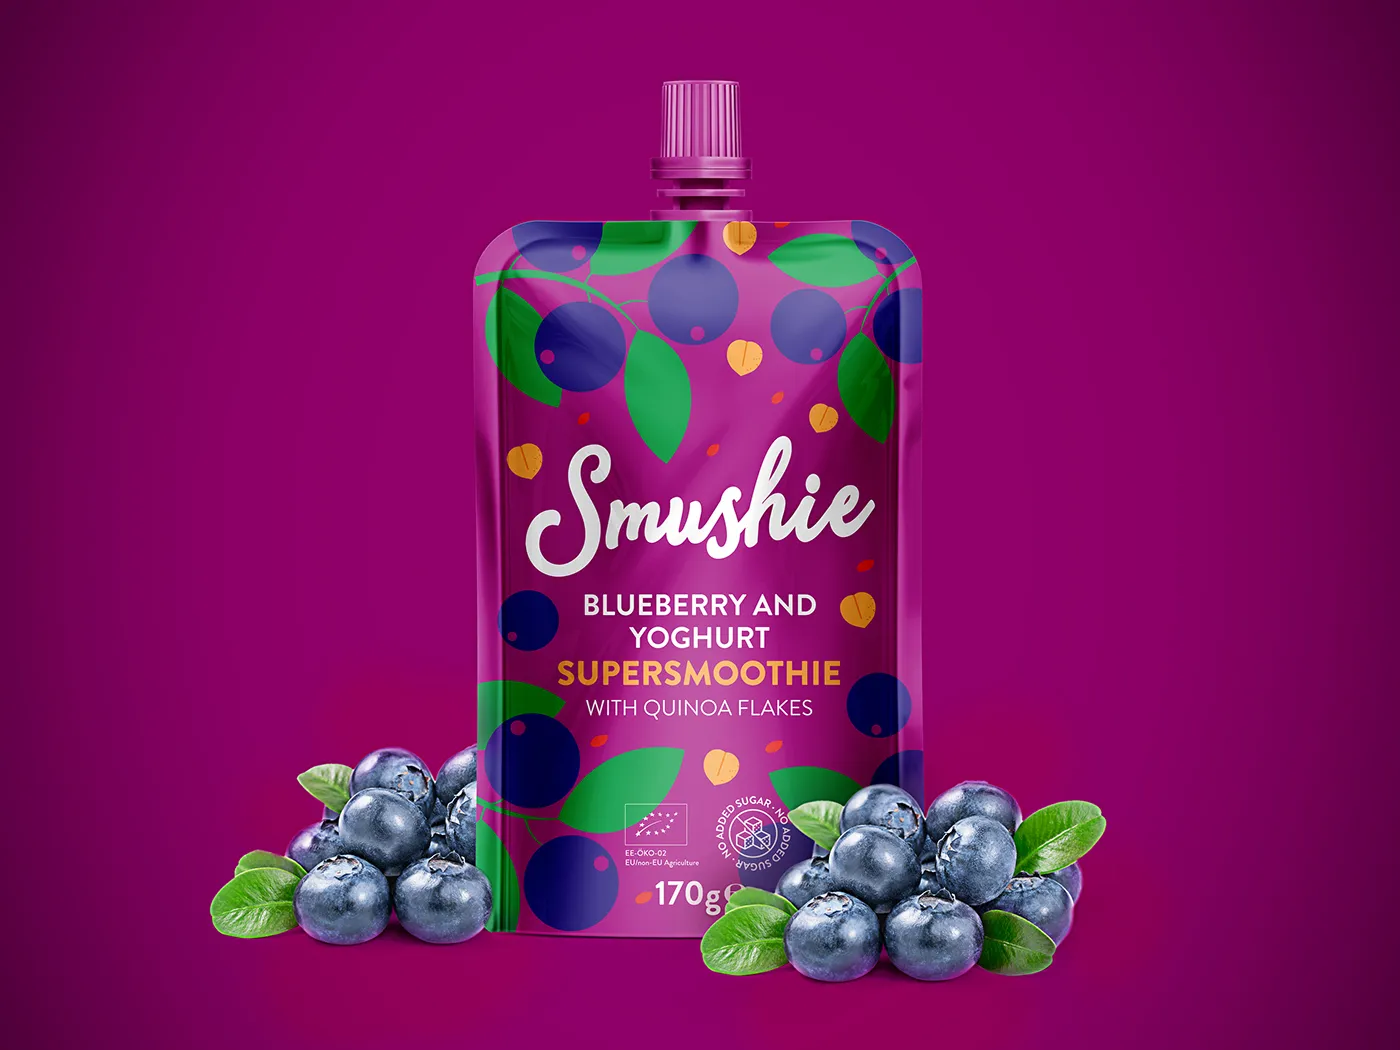 Smushie
BLUEBERRY AND
YOGHURT
SUPERSMOOTHIE
WITH QUINOA FLAKES
NO ADDED SUGAR · NO ADDED SUGAR ·
EE-ÖKO-02
EU/non-EU Agriculture
170g℮